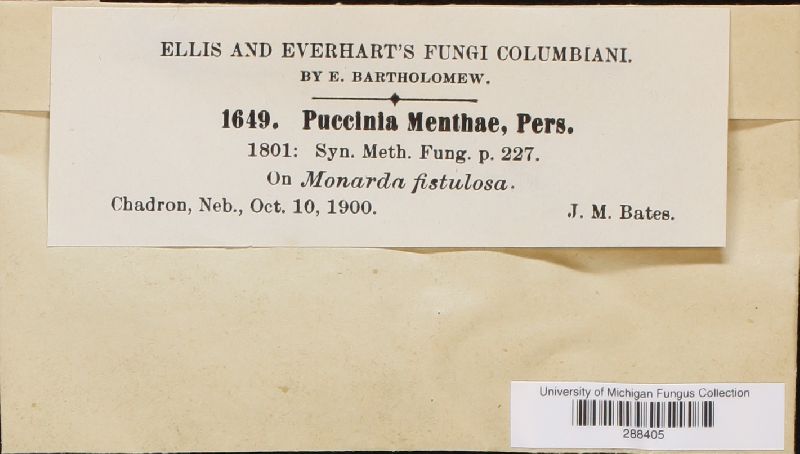 ELLIS AND EVERHART'S FUNGI COLUMBIANI.
BY E. BARTHOLOMEW.
1649. Puccinia Menthae, Pers.
1801: Syn. Meth. Fung. p. 227.
On Monarda fistulosa.
Chadron, Neb., Oct. 10, 1900. J. M. Bates.
University of Michigan Fungus Collection
288405